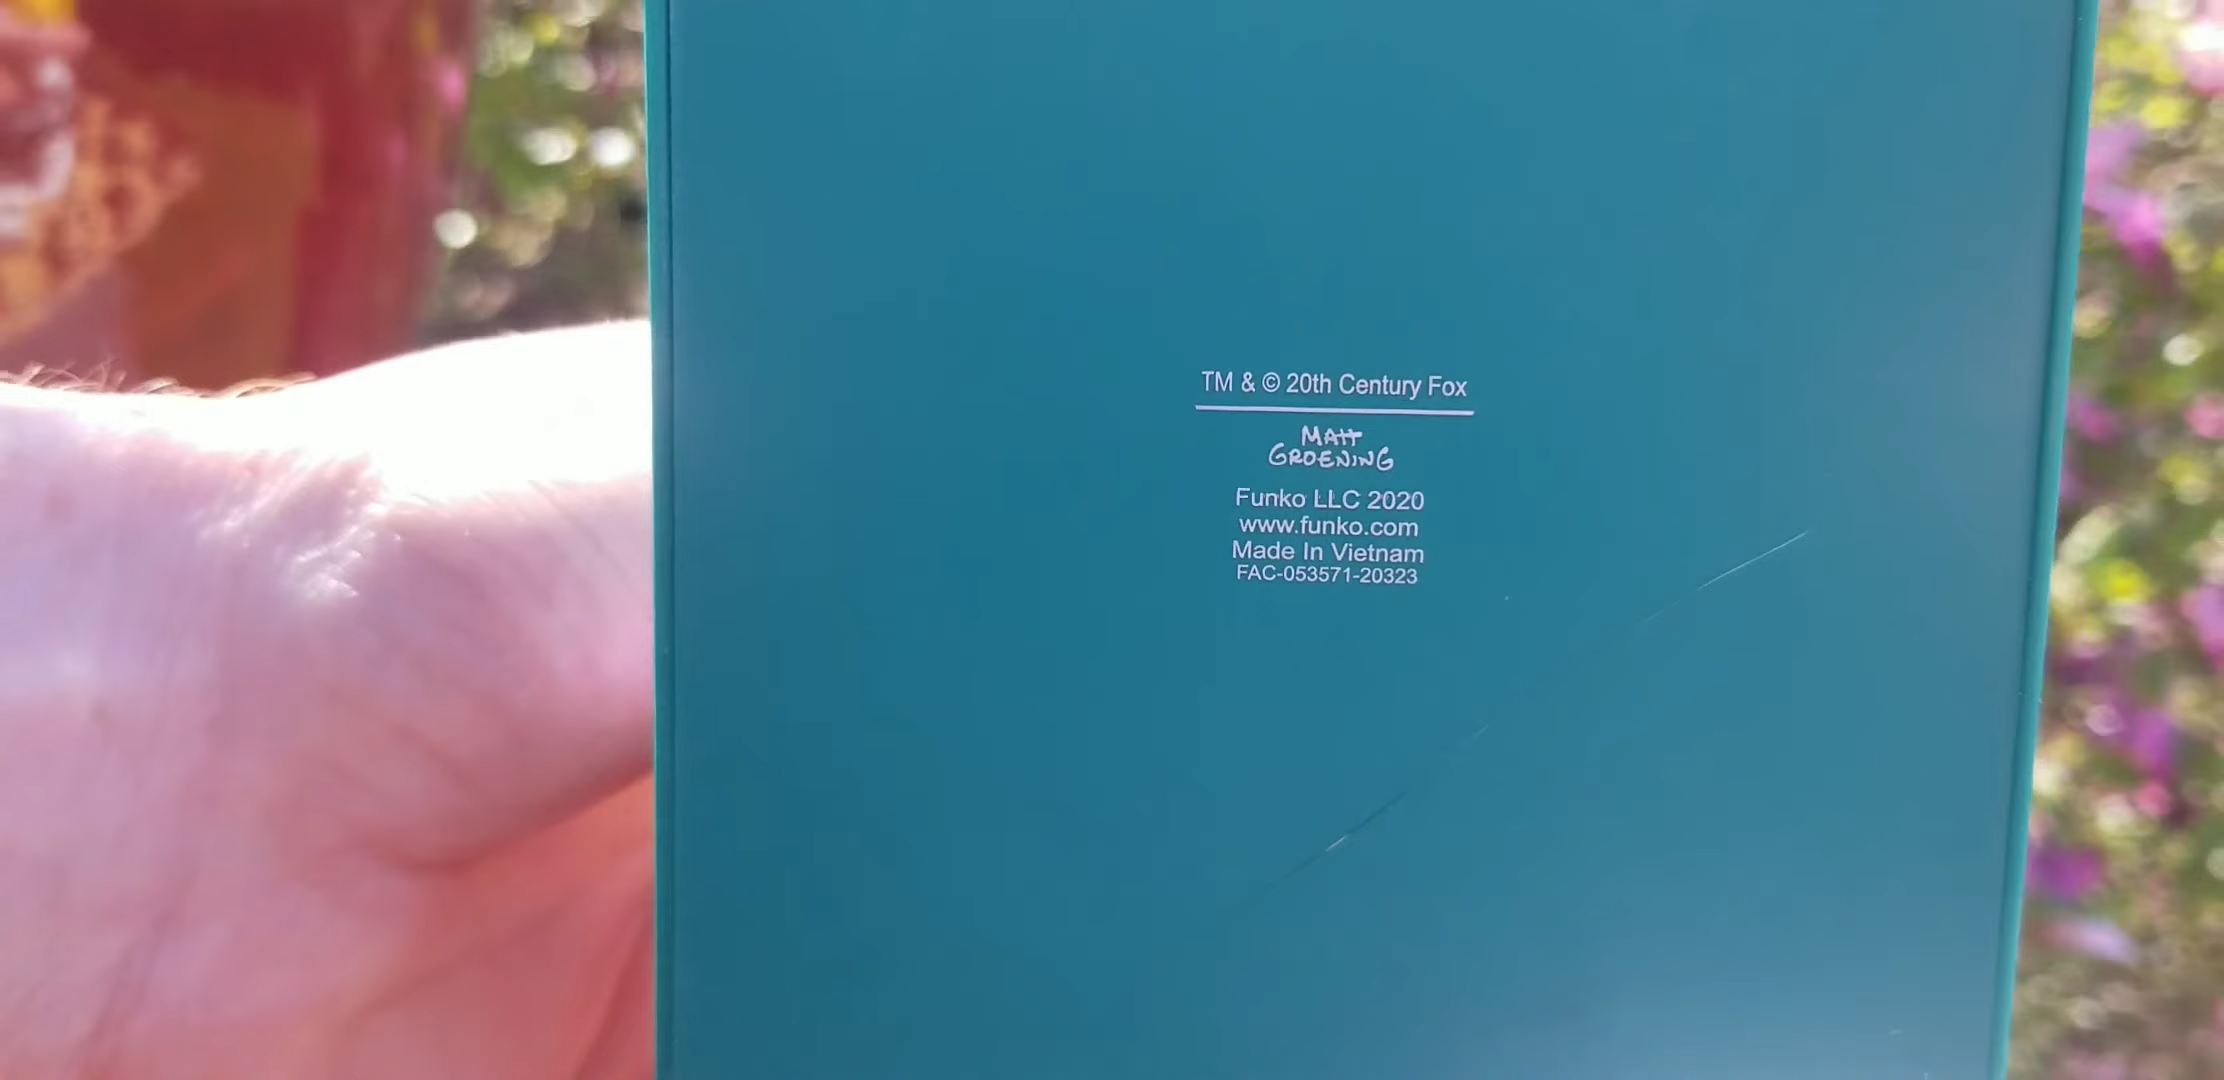 TM & © 20th Century Fox
MATT
GROENING
Funko LLC 2020
www.funko.com
Made In Vietnam
FAC-053571-20323